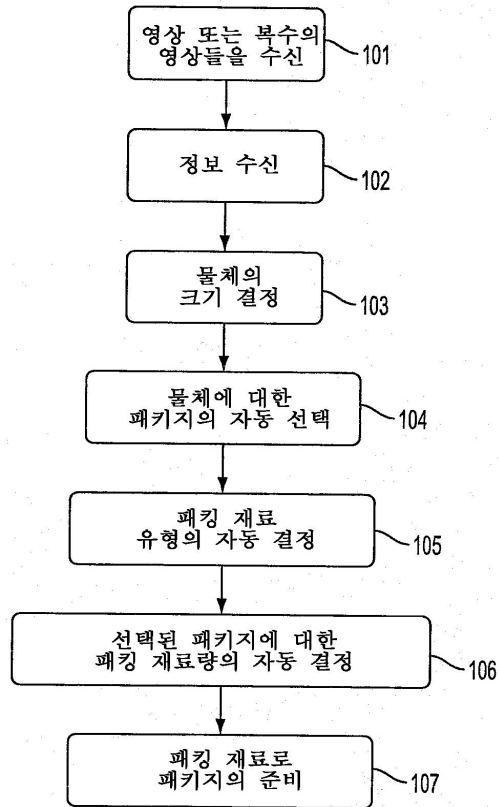 영상 또는 복수의
영상들을 수신
101
정보 수신
102
물체의
크기 결정
103
물체에 대한
패키지의 자동 선택
104
패킹 재료
유형의 자동 결정
105
선택된 패키지에 대한
패킹 재료량의 자동 결정
106
패킹 재료로
패키지의 준비
107